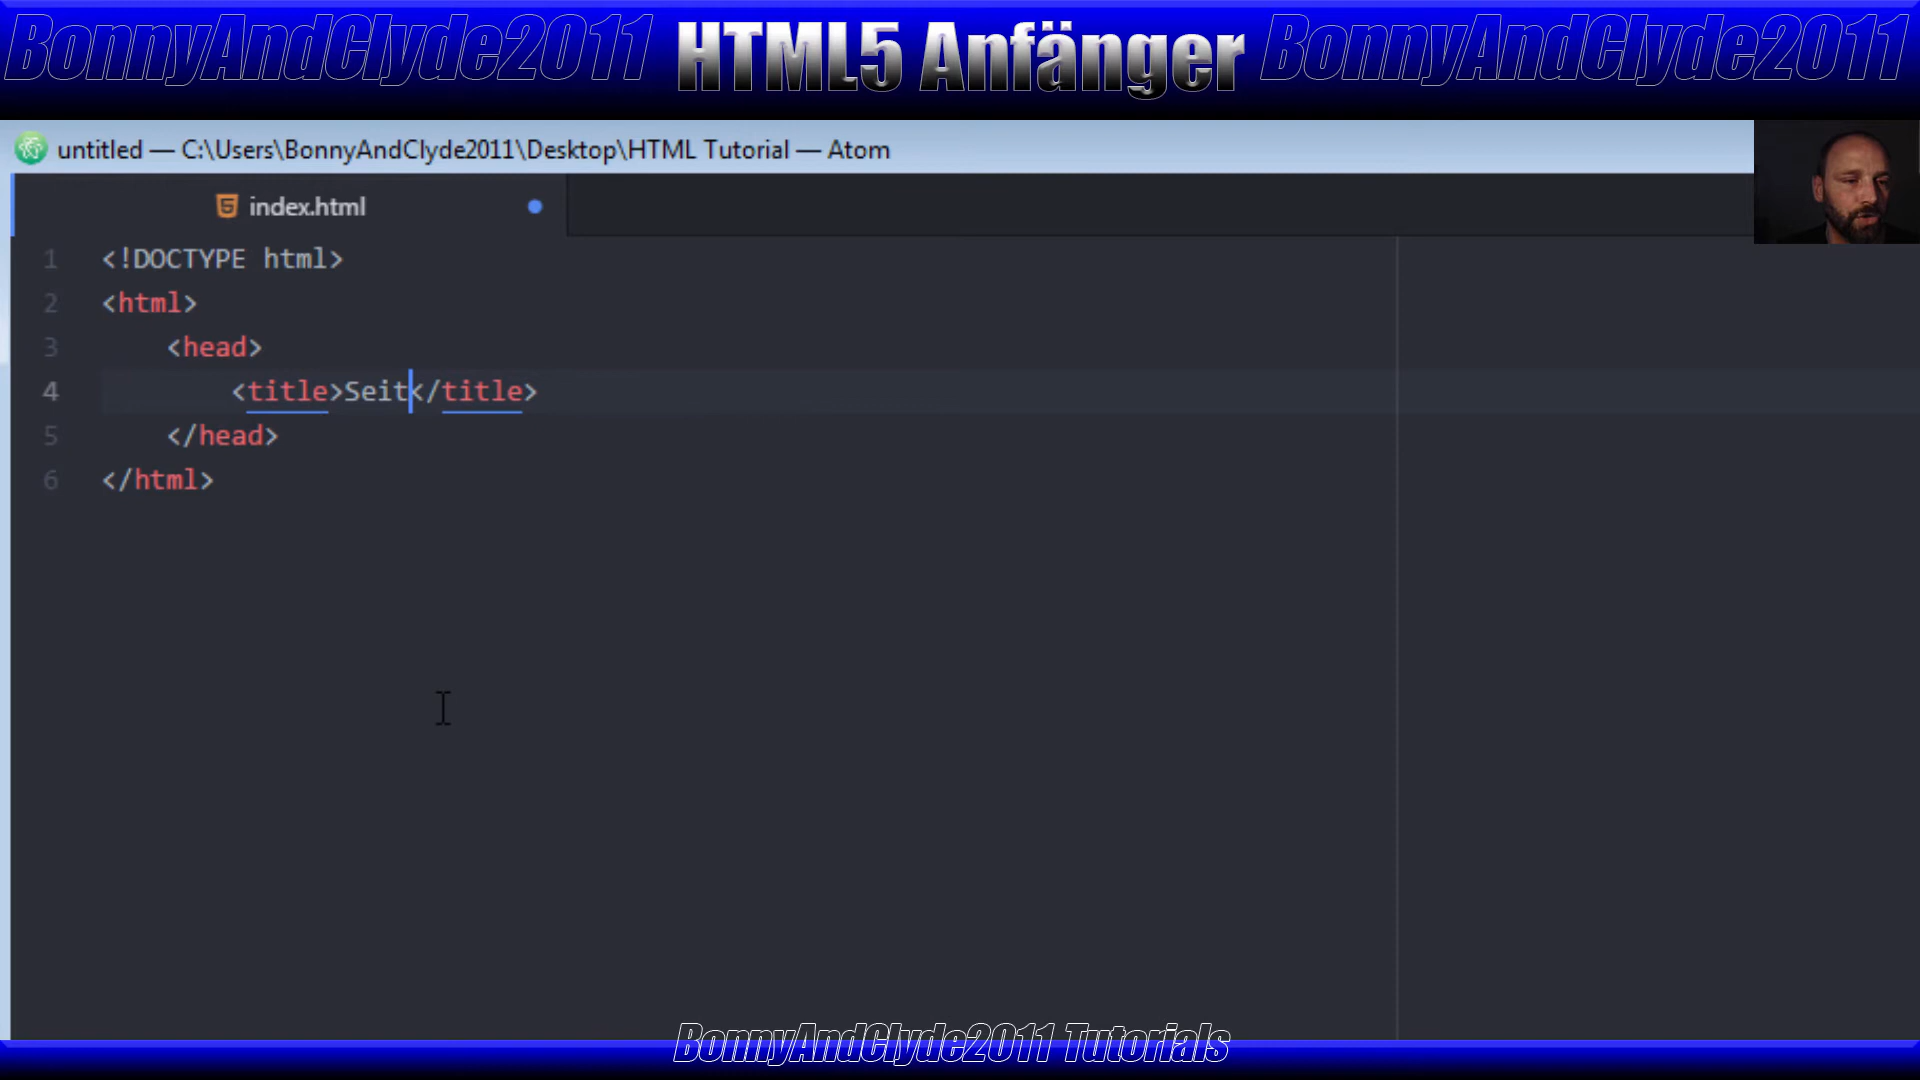 BonnyAndClyde2011 HTML5 Anfänger BonnyAndClyde2011
untitled — C:\Users\BonnyAndClyde2011\Desktop\HTML Tutorial — Atom
index.html
1 <!DOCTYPE html>
2 <html>
3 <head>
4 <title>Seit</title>
5 </head>
6 </html>
BonnyAndClyde2011 Tutorials